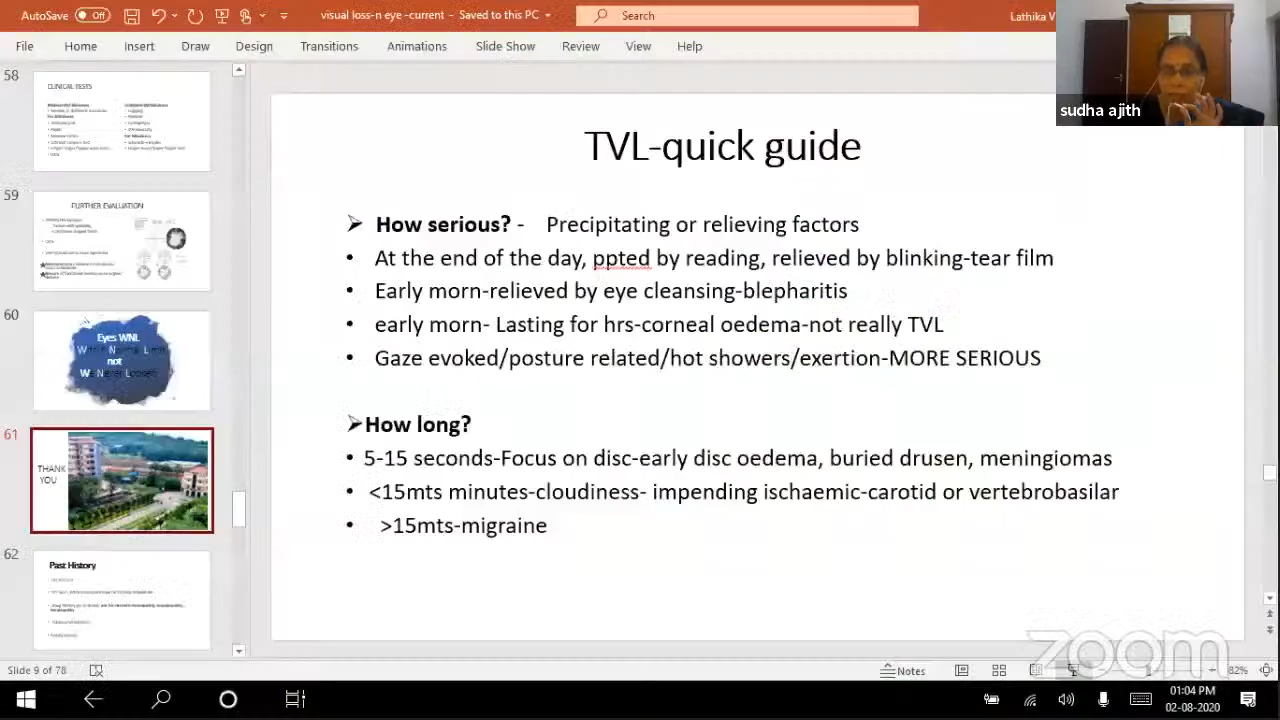 AutoSave
Off
visual loss-n eye -current - Saved to this PC
Search
Lathika V
File Home Insert Draw Design Transitions Animations Slide Show Review View Help
sudha ajith
58
CLINICAL TESTS
59
FURTHER EVALUATION
60
Eyes WNL
not
61
THANK
YOU
62
Past History
TVL-quick guide
➢ How serious? - Precipitating or relieving factors
• At the end of the day, ppted by reading, relieved by blinking-tear film
• Early morn-relieved by eye cleansing-blepharitis
• early morn- Lasting for hrs-corneal oedema-not really TVL
• Gaze evoked/posture related/hot showers/exertion-MORE SERIOUS
➢How long?
• 5-15 seconds-Focus on disc-early disc oedema, buried drusen, meningiomas
• <15mts minutes-cloudiness- impending ischaemic-carotid or vertebrobasilar
• >15mts-migraine
zoom
Slide 9 of 78
Notes
82%
01:04 PM
02-08-2020